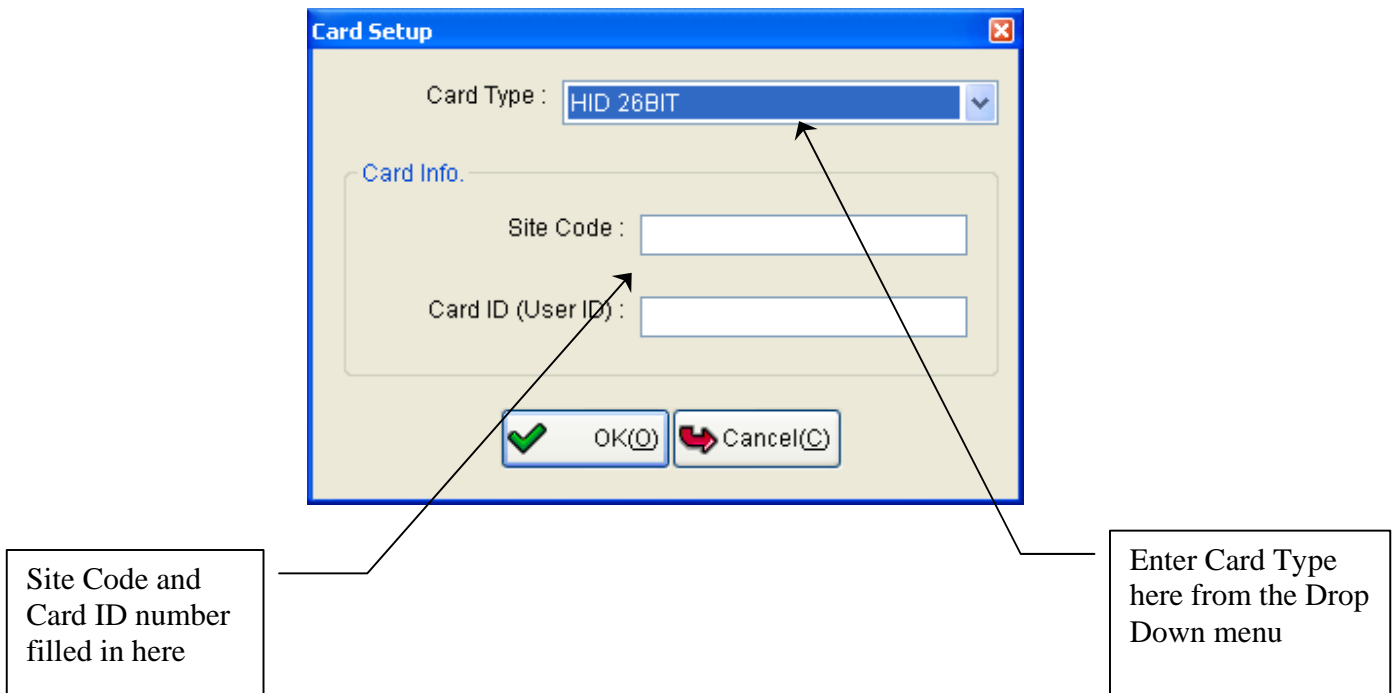 Card Setup
Card Type :
HID 26BIT
Card Info.
Site Code :
Card ID (User ID) :
OK(O)
Cancel(C)
Site Code and
Card ID number
filled in here
Enter Card Type
here from the Drop
Down menu